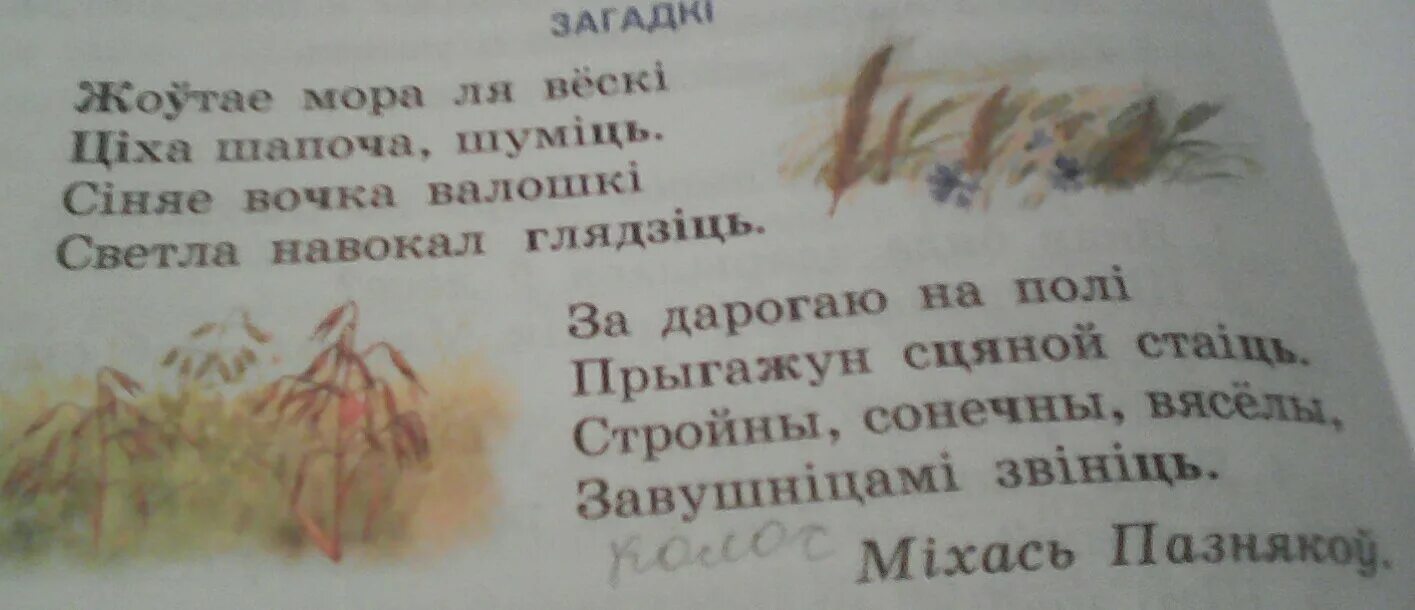 ЗАГАДКІ
Жоўтае мора ля вёскі
Ціха шапоча, шуміць.
Сіняе вочка валошкі
Светла навокал глядзіць.
За дарогаю на полі
Прыгажун сцяной стаіць.
Стройны, сонечны, вясёлы,
Завушніцамі звініць.
колос
Міхась Пазнякоў.